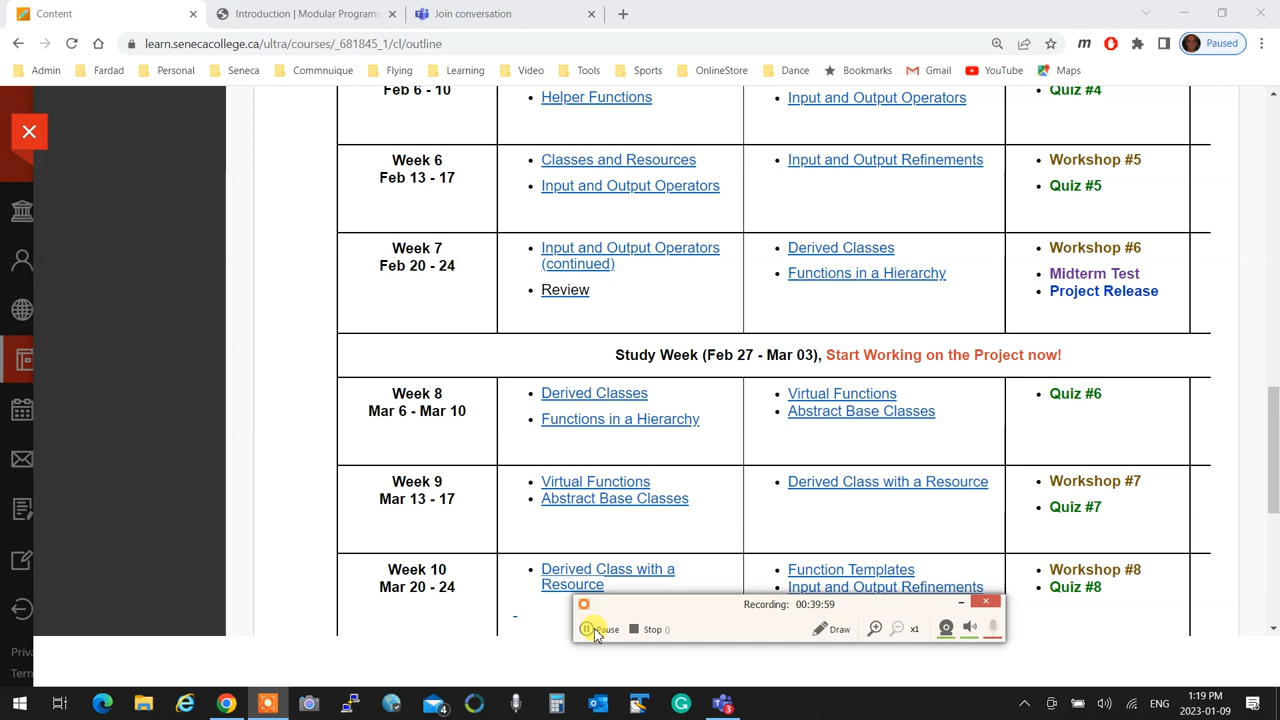 Content
Introduction | Modular Programm
Join conversation
learn.senecacollege.ca/ultra/courses/_681845_1/cl/outline
m
Paused
Admin
Fardad
Personal
Seneca
Commnuique
Flying
Learning
Video
Tools
Sports
OnlineStore
Dance
Bookmarks
Gmail
YouTube
Maps
Feb 6 - 10
Helper Functions
Input and Output Operators
Quiz #4
Week 6
Feb 13 - 17
Classes and Resources
Input and Output Operators
Input and Output Refinements
Workshop #5
Quiz #5
Week 7
Feb 20 - 24
Input and Output Operators
(continued)
Review
Derived Classes
Functions in a Hierarchy
Workshop #6
Midterm Test
Project Release
Study Week (Feb 27 - Mar 03), Start Working on the Project now!
Week 8
Mar 6 - Mar 10
Derived Classes
Functions in a Hierarchy
Virtual Functions
Abstract Base Classes
Quiz #6
Week 9
Mar 13 - 17
Virtual Functions
Abstract Base Classes
Derived Class with a Resource
Workshop #7
Quiz #7
Week 10
Mar 20 - 24
Derived Class with a
Resource
Function Templates
Input and Output Refinements
Workshop #8
Quiz #8
Recording: 00:39:59
Pause
Stop ()
Draw
x1
Priva
Term
4
3
ENG
1:19 PM
2023-01-09